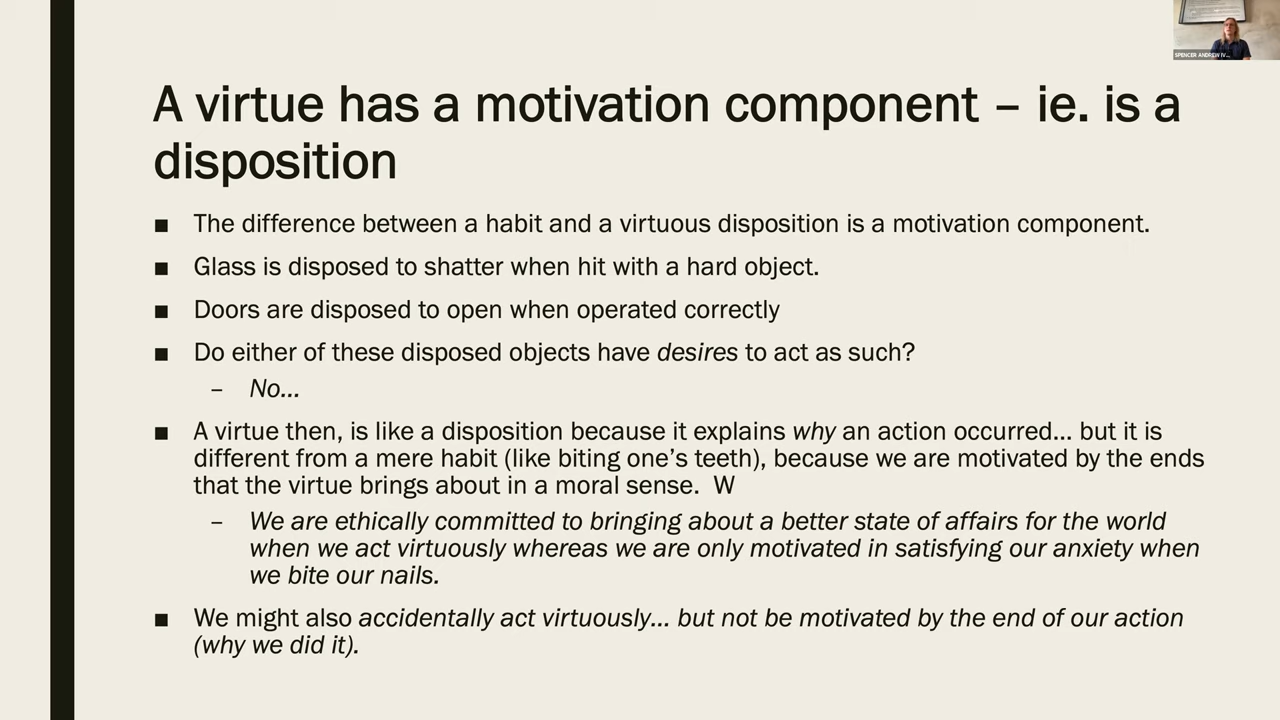 SPENCER ANDREW IV...
A virtue has a motivation component – ie. is a
disposition
■ The difference between a habit and a virtuous disposition is a motivation component.
■ Glass is disposed to shatter when hit with a hard object.
■ Doors are disposed to open when operated correctly
■ Do either of these disposed objects have desires to act as such?
– No…
■ A virtue then, is like a disposition because it explains why an action occurred… but it is
different from a mere habit (like biting one’s teeth), because we are motivated by the ends
that the virtue brings about in a moral sense.  W
– We are ethically committed to bringing about a better state of affairs for the world
when we act virtuously whereas we are only motivated in satisfying our anxiety when
we bite our nails.
■ We might also accidentally act virtuously… but not be motivated by the end of our action
(why we did it).